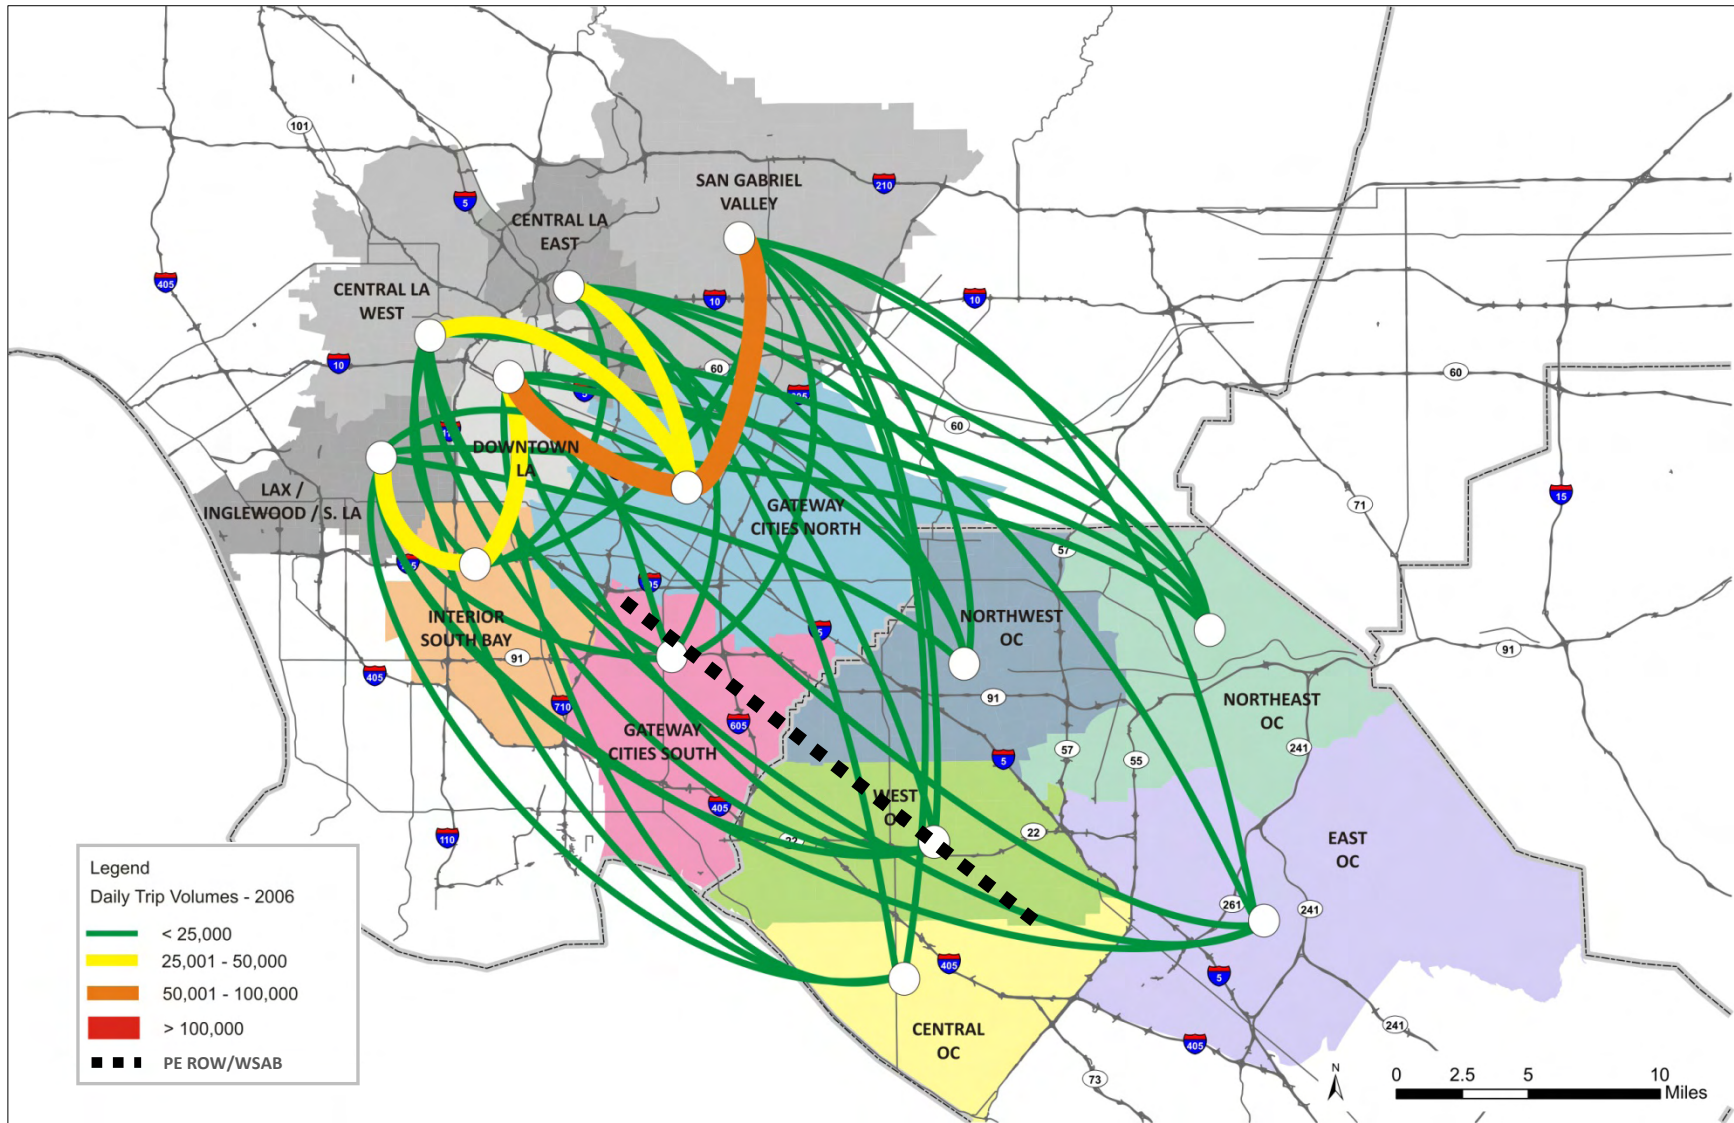 101
5
SAN GABRIEL
VALLEY
210
CENTRAL LA
EAST
405
CENTRAL LA
WEST
10
10
10
60
60
60
5
DOWNTOWN
LA
LAX /
INGLEWOOD / S. LA
GATEWAY
CITIES NORTH
71
15
57
INTERIOR
SOUTH BAY
5
NORTHWEST
OC
91
91
405
91
NORTHEAST
OC
710
605
GATEWAY
CITIES SOUTH
57
5
55
241
405
WEST
22
22
110
EAST
OC
261
241
405
5
CENTRAL
OC
241
405
73
Legend
Daily Trip Volumes - 2006
< 25,000
25,001 - 50,000
50,001 - 100,000
> 100,000
PE ROW/WSAB
N
0
2.5
5
10
Miles